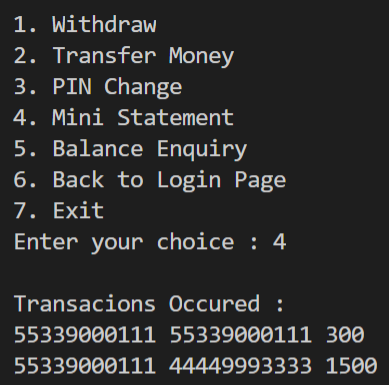 1. Withdraw
2. Transfer Money
3. PIN Change
4. Mini Statement
5. Balance Enquiry
6. Back to Login Page
7. Exit
Enter your choice : 4
Transacions Occured :
55339000111 55339000111 300
55339000111 44449993333 1500